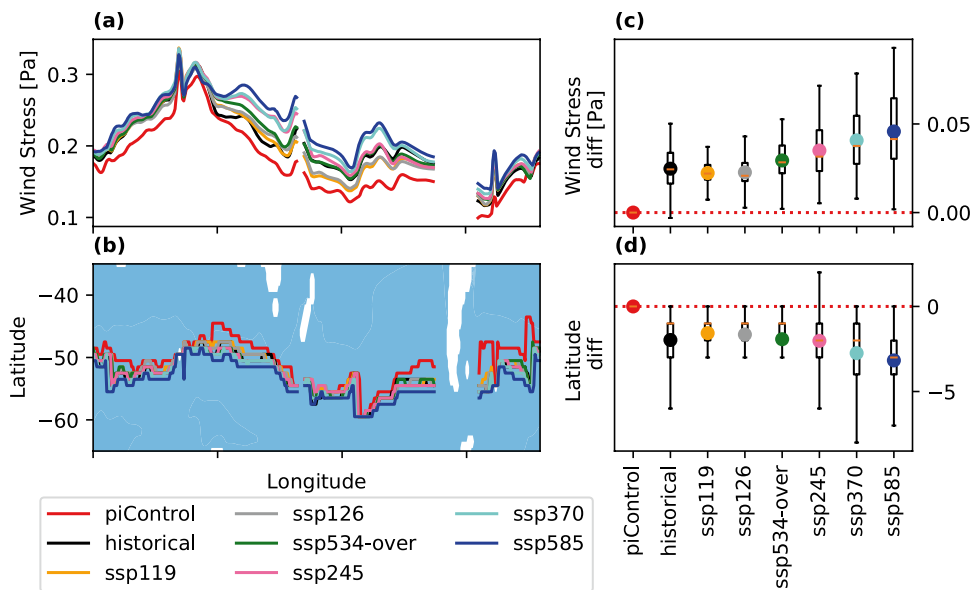 (a)
Wind Stress [Pa]
0.3
0.2
0.1
(b)
Latitude
−40
−50
−60
Longitude
(c)
Wind Stress
diff [Pa]
0.05
0.00
(d)
Latitude
diff
0
−5
piControl
historical
ssp119
ssp126
ssp534-over
ssp245
ssp370
ssp585
piControl
historical
ssp119
ssp126
ssp534-over
ssp245
ssp370
ssp585